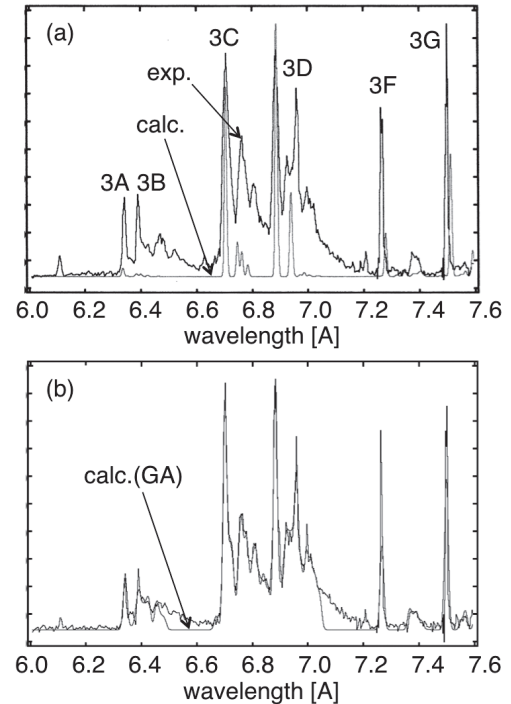 (a)
3C
3G
3D
exp.
3F
calc.
3A 3B
6.0 6.2 6.4 6.6 6.8 7.0 7.2 7.4 7.6
wavelength [A]
(b)
calc.(GA)
6.0 6.2 6.4 6.6 6.8 7.0 7.2 7.4 7.6
wavelength [A]